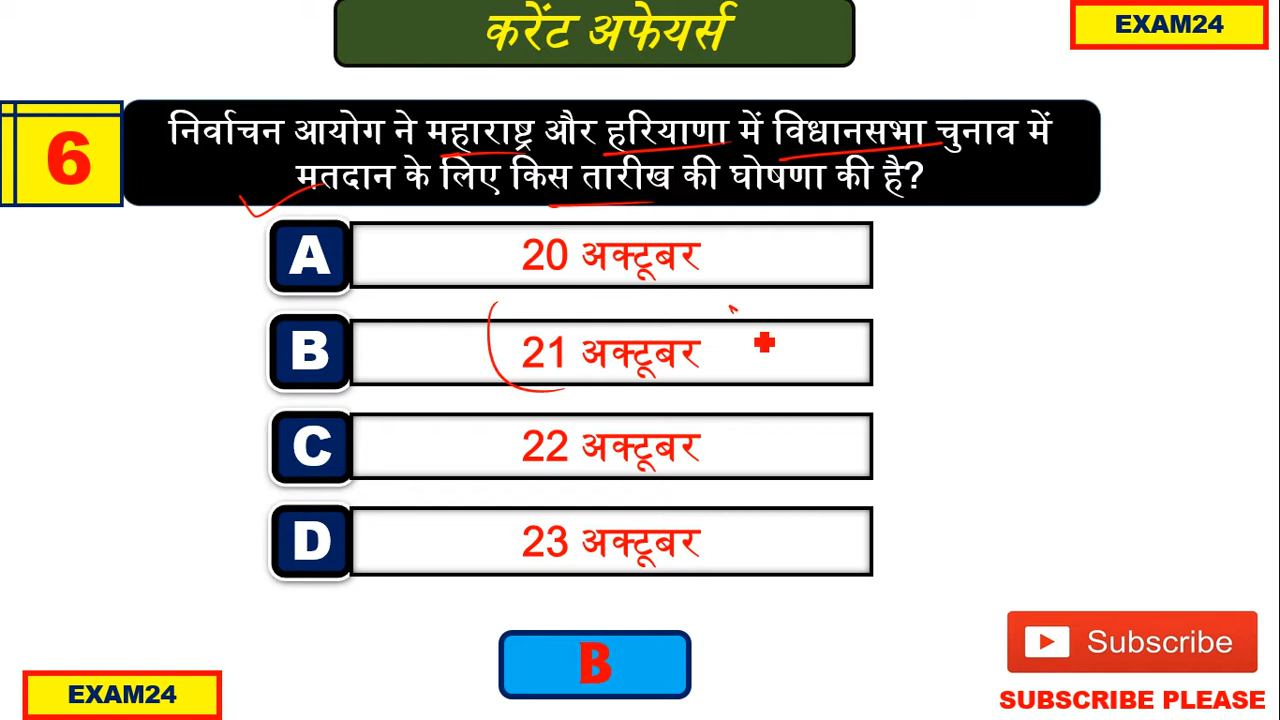 करेंट अफेयर्स
EXAM24
6
निर्वाचन आयोग ने महाराष्ट्र और हरियाणा में विधानसभा चुनाव में
मतदान के लिए किस तारीख की घोषणा की है?
A
20 अक्टूबर
B
21 अक्टूबर
C
22 अक्टूबर
D
23 अक्टूबर
B
Subscribe
EXAM24
SUBSCRIBE PLEASE